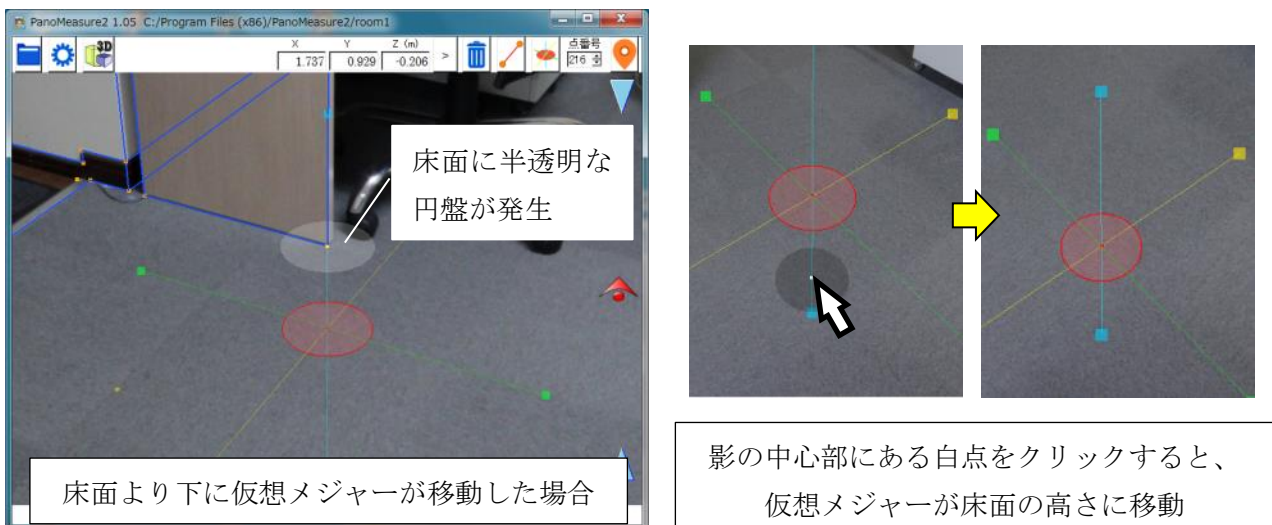 PanoMeasure2 1.05 C:/Program Files (x86)/PanoMeasure2/room1
3D
X Y Z (m)
1.737 0.929 -0.206 >
点番号
216
床面に半透明な
円盤が発生
床面より下に仮想メジャーが移動した場合
影の中心部にある白点をクリックすると、
仮想メジャーが床面の高さに移動